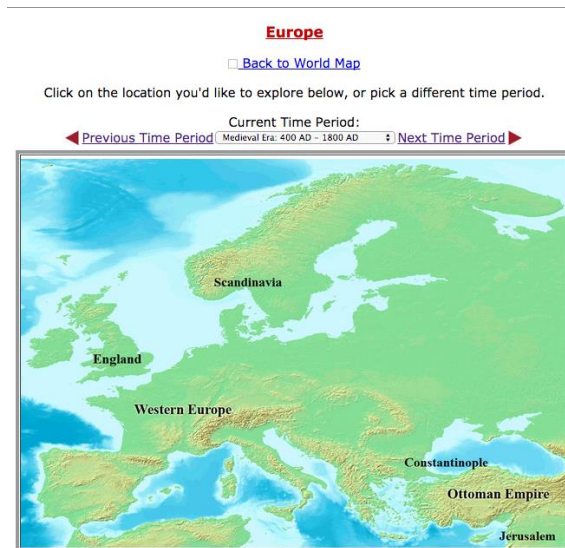 Europe
Back to World Map
Click on the location you'd like to explore below, or pick a different time period.
Current Time Period:
Previous Time Period Medieval Era: 400 AD - 1800 AD Next Time Period
Scandinavia
England
Western Europe
Constantinople
Ottoman Empire
Jerusalem